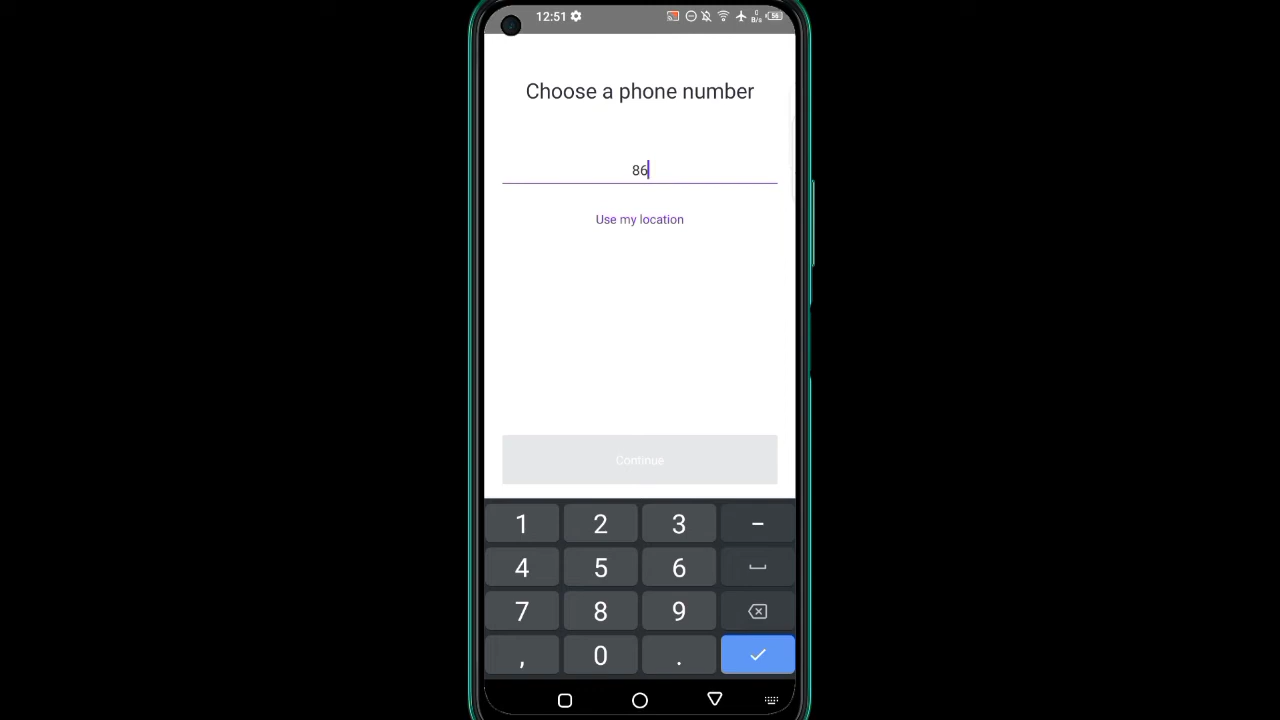 12:51
B/s
56
Choose a phone number
86
Use my location
Continue
1 2 3 -
4 5 6
7 8 9
, 0 .